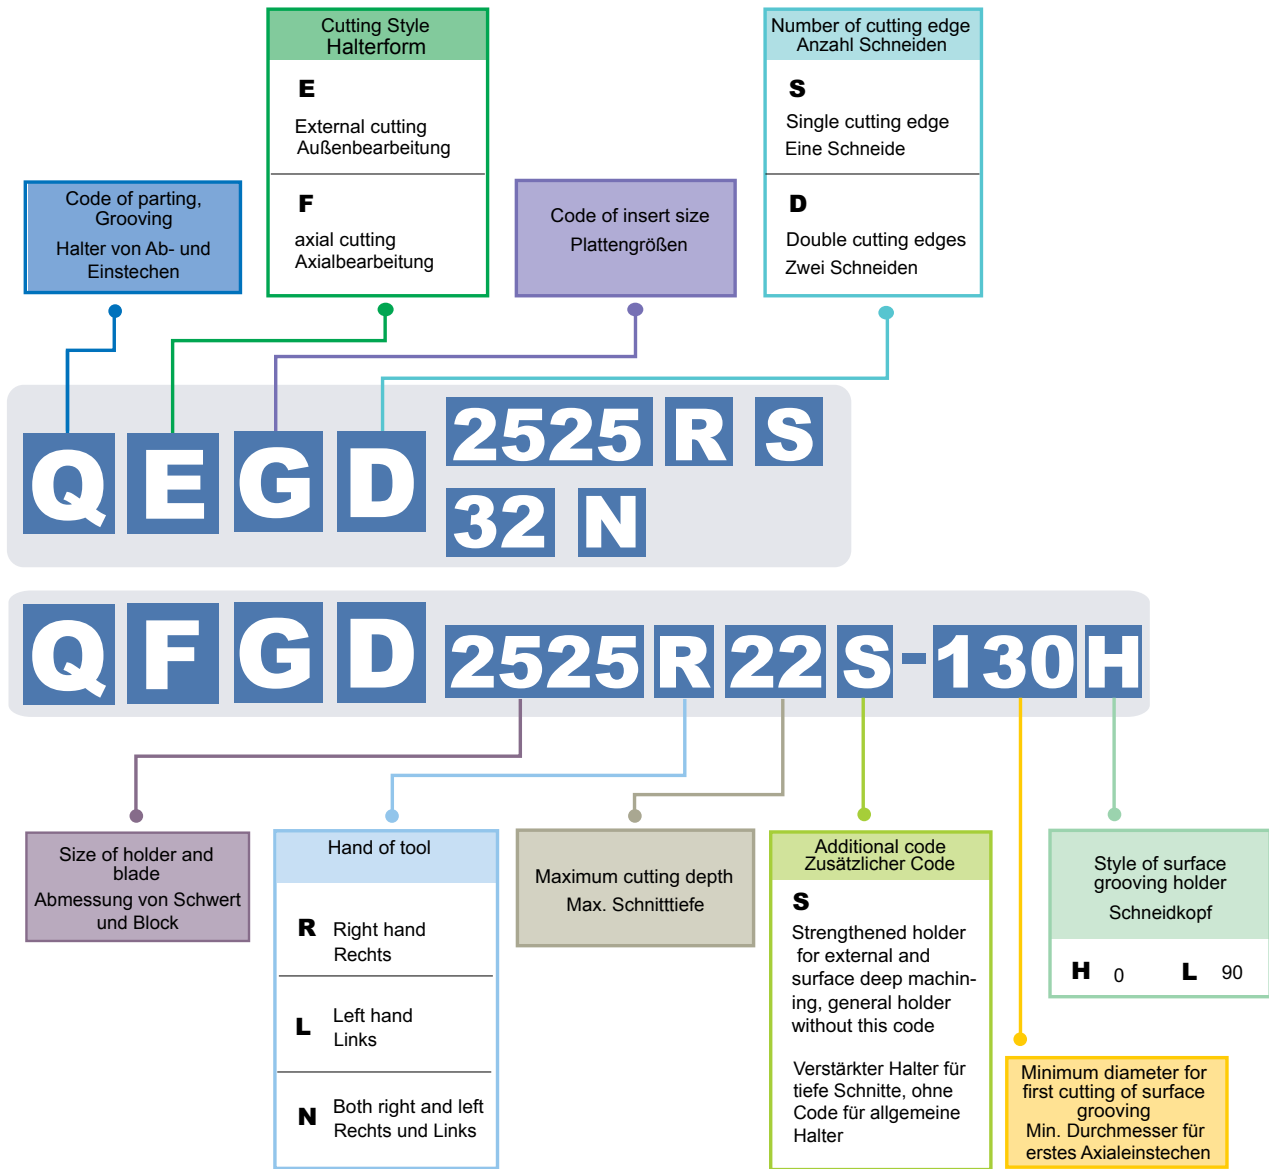 Cutting Style
Halterform
E
External cutting
Außenbearbeitung
F
axial cutting
Axialbearbeitung
Number of cutting edge
Anzahl Schneiden
S
Single cutting edge
Eine Schneide
D
Double cutting edges
Zwei Schneiden
Code of parting,
Grooving
Halter von Ab- und
Einstechen
Code of insert size
Plattengrößen
Q E G D 2525 R S
32 N
Q F G D 2525 R 22 S - 130 H
Size of holder and
blade
Abmessung von Schwert
und Block
Hand of tool
R Right hand
Rechts
L Left hand
Links
N Both right and left
Rechts und Links
Maximum cutting depth
Max. Schnitttiefe
Additional code
Zusätzlicher Code
S
Strengthened holder
for external and
surface deep machin-
ing, general holder
without this code
Verstärkter Halter für
tiefe Schnitte, ohne
Code für allgemeine
Halter
Style of surface
grooving holder
Schneidkopf
H 0 L 90
Minimum diameter for
first cutting of surface
grooving
Min. Durchmesser für
erstes Axialeinstechen